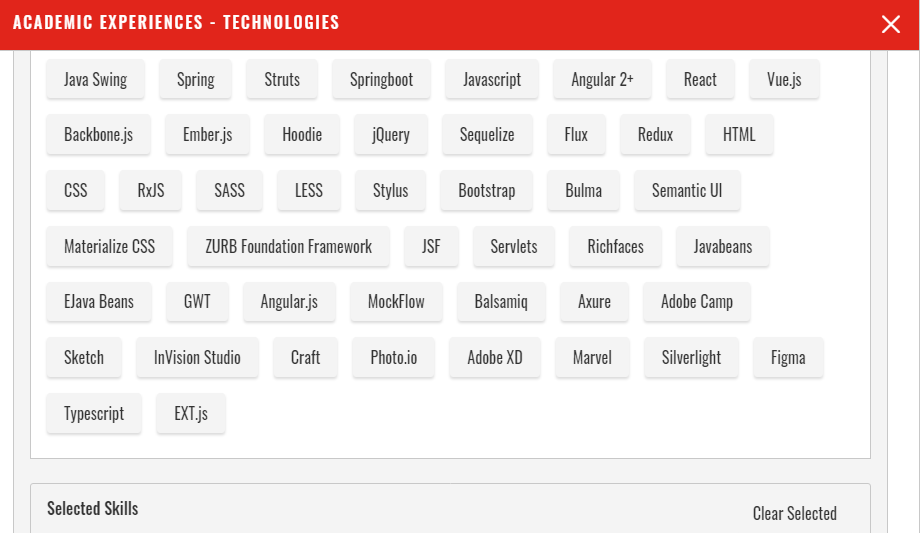 ACADEMIC EXPERIENCES - TECHNOLOGIES
Java Swing Spring Struts Springboot Javascript Angular 2+ React Vue.js
Backbone.js Ember.js Hoodie jQuery Sequelize Flux Redux HTML
CSS RxJS SASS LESS Stylus Bootstrap Bulma Semantic UI
Materialize CSS ZURB Foundation Framework JSF Servlets Richfaces Javabeans
EJava Beans GWT Angular.js MockFlow Balsamiq Axure Adobe Camp
Sketch InVision Studio Craft Photo.io Adobe XD Marvel Silverlight Figma
Typescript EXT.js
Selected Skills Clear Selected